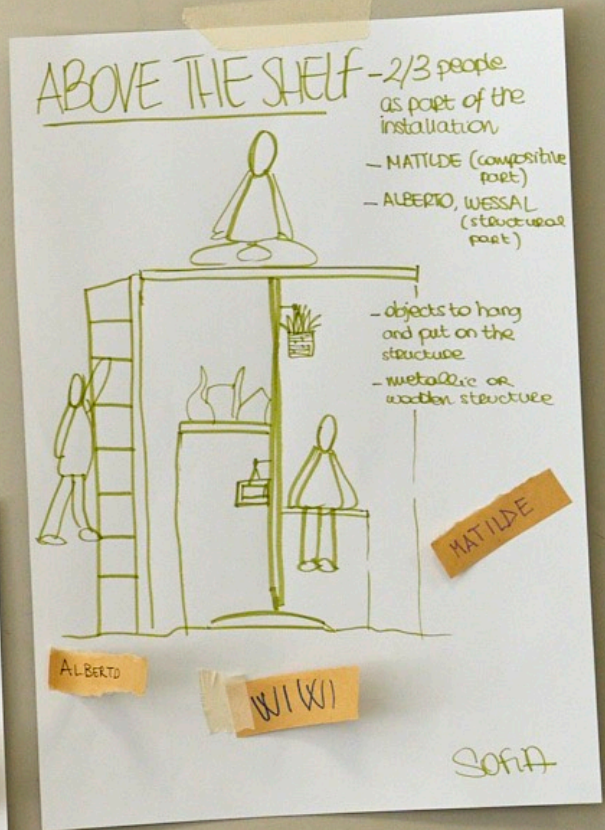 ABOVE THE SHELF
- 2/3 people
as part of the
installation
- MATILDE (compositive
part)
- ALBERTO, WESSAL
(structural
part)
- objects to hang
and put on the
structure
- metallic or
wooden structure
MATILDE
ALBERTO
WIWI
SOFIA